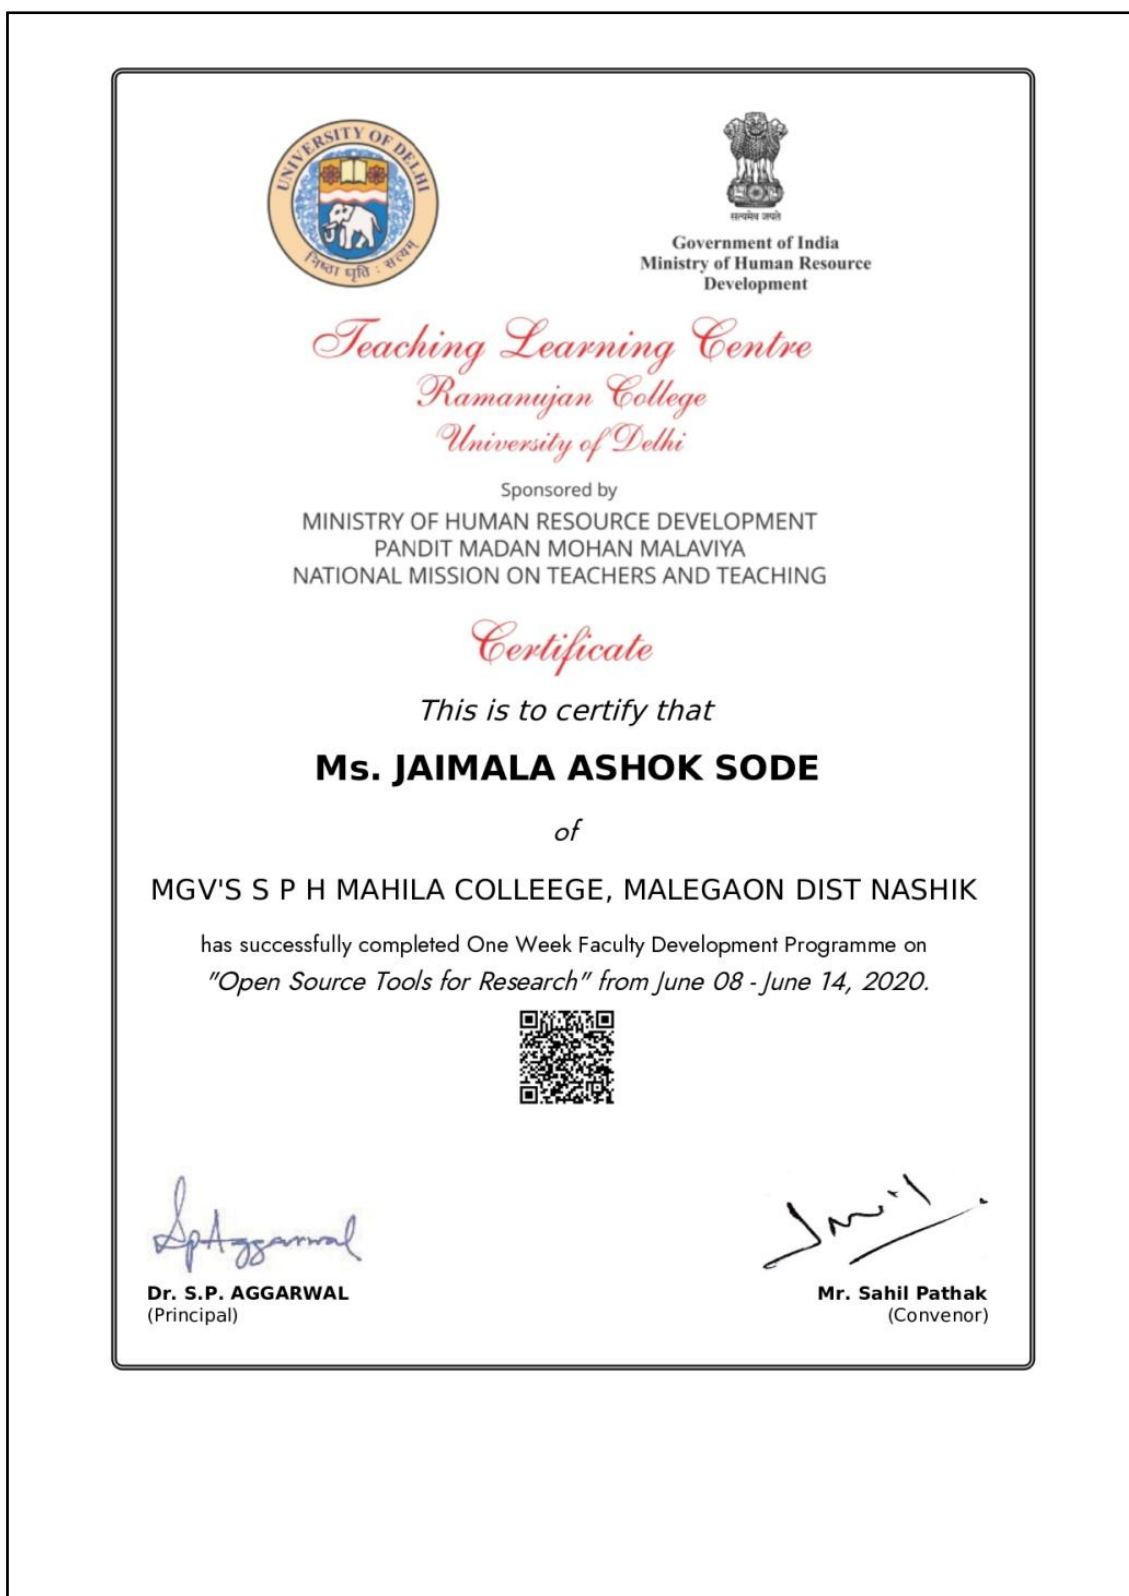 UNIVERSITY OF DELHI
निष्ठा धृति : सत्यम्
सत्यमेव जयते
Government of India
Ministry of Human Resource
Development
Teaching Learning Centre
Ramanujan College
University of Delhi
Sponsored by
MINISTRY OF HUMAN RESOURCE DEVELOPMENT
PANDIT MADAN MOHAN MALAVIYA
NATIONAL MISSION ON TEACHERS AND TEACHING
Certificate
This is to certify that
Ms. JAIMALA ASHOK SODE
of
MGV'S S P H MAHILA COLLEEGE, MALEGAON DIST NASHIK
has successfully completed One Week Faculty Development Programme on
"Open Source Tools for Research" from June 08 - June 14, 2020.
SpAggarwal
Dr. S.P. AGGARWAL
(Principal)
Mr. Sahil Pathak
(Convenor)